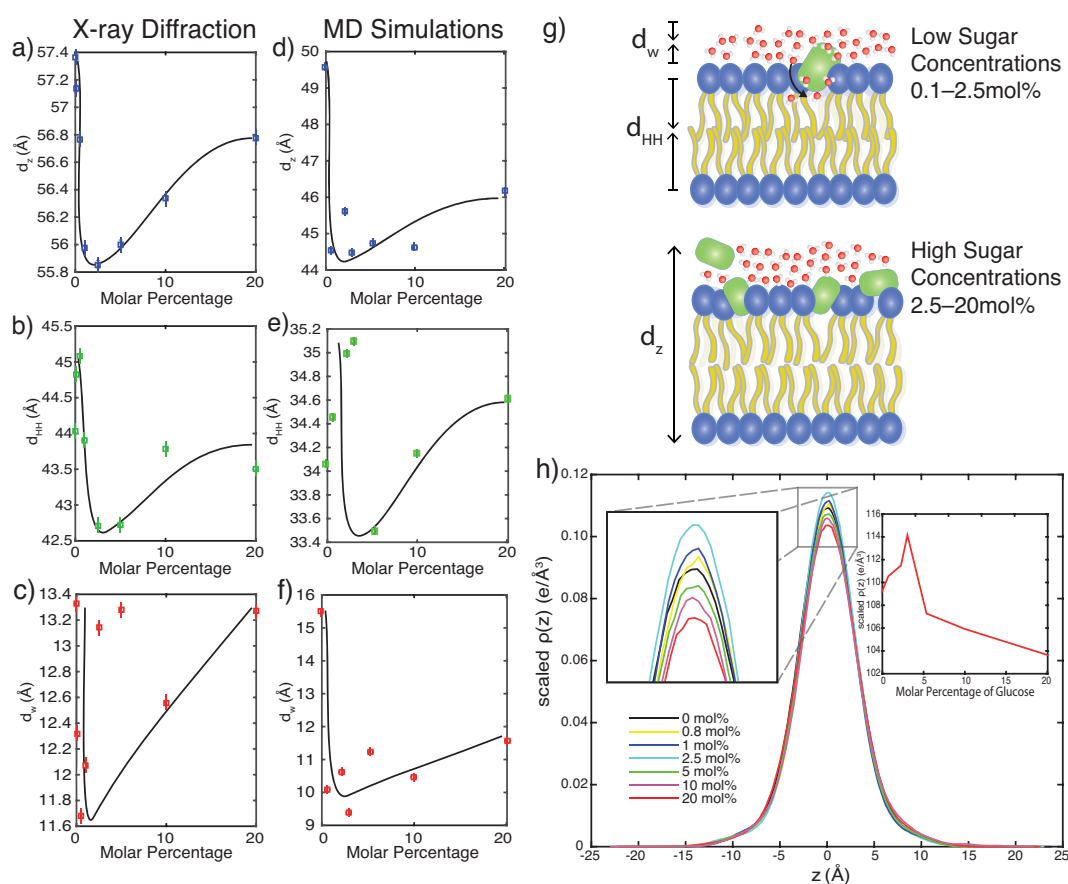 X-ray Diffraction
MD Simulations
a)
57.4
57.2
57
56.8
56.6
56.4
56.2
56
55.8
d_z (Å)
0
10
20
Molar Percentage
b)
45.5
45
44.5
44
43.5
43
42.5
d_HH (Å)
0
10
20
Molar Percentage
c)
13.4
13.2
13
12.8
12.6
12.4
12.2
12
11.8
11.6
d_w (Å)
0
10
20
Molar Percentage
d)
50
49
48
47
46
45
44
d_z (Å)
0
10
20
Molar Percentage
e)
35.2
35
34.8
34.6
34.4
34.2
34
33.8
33.6
33.4
d_HH (Å)
0
10
20
Molar Percentage
f)
16
15
14
13
12
11
10
9
d_w (Å)
0
10
20
Molar Percentage
g)
d_w
d_HH
Low Sugar
Concentrations
0.1–2.5mol%
d_z
High Sugar
Concentrations
2.5–20mol%
h)
0.12
0.10
0.08
0.06
0.04
0.02
0
scaled ρ(z) (e/Å³)
-25
-20
-15
-10
-5
0
5
10
15
20
25
z (Å)
0 mol%
0.8 mol%
1 mol%
2.5 mol%
5 mol%
10 mol%
20 mol%
116
114
112
110
108
106
104
102
scaled ρ(z) (e/Å³)
0
5
10
15
20
Molar Percentage of Glucose